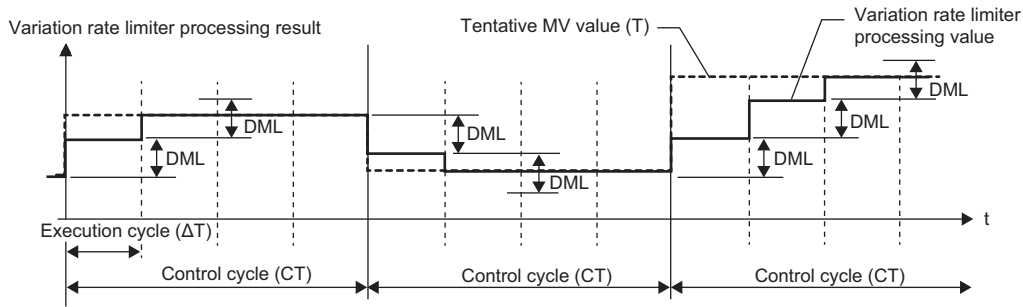 Variation rate limiter processing result
Tentative MV value (T)
Variation rate limiter
processing value
DML
DML
DML
DML
DML
DML
DML
t
Execution cycle (ΔT)
Control cycle (CT)
Control cycle (CT)
Control cycle (CT)